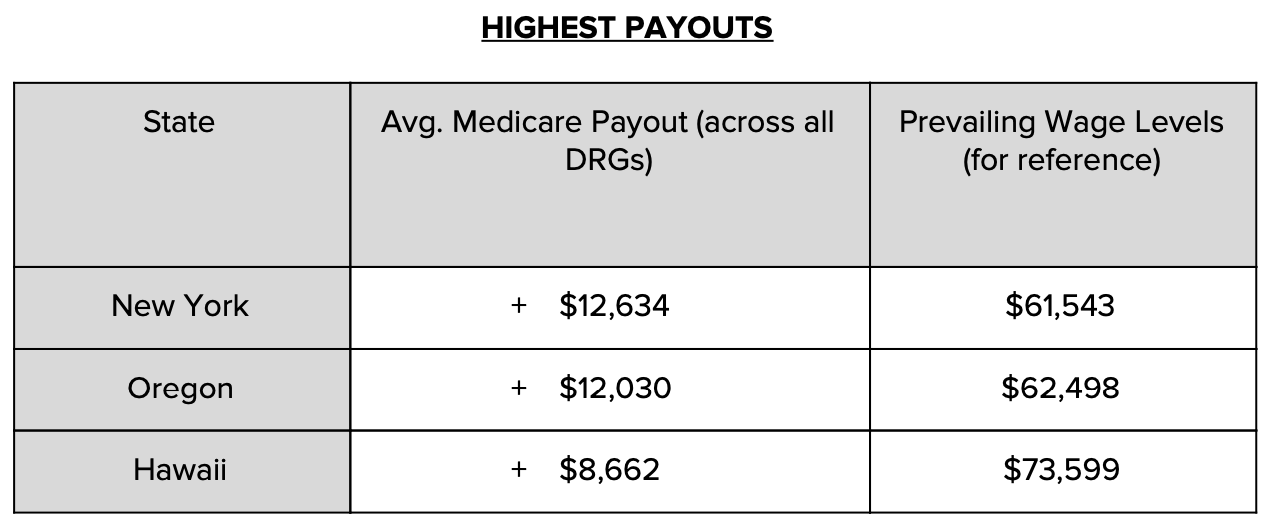 HIGHEST PAYOUTS
State
Avg. Medicare Payout (across all
DRGs)
Prevailing Wage Levels
(for reference)
New York
+ $12,634
$61,543
Oregon
+ $12,030
$62,498
Hawaii
+ $8,662
$73,599